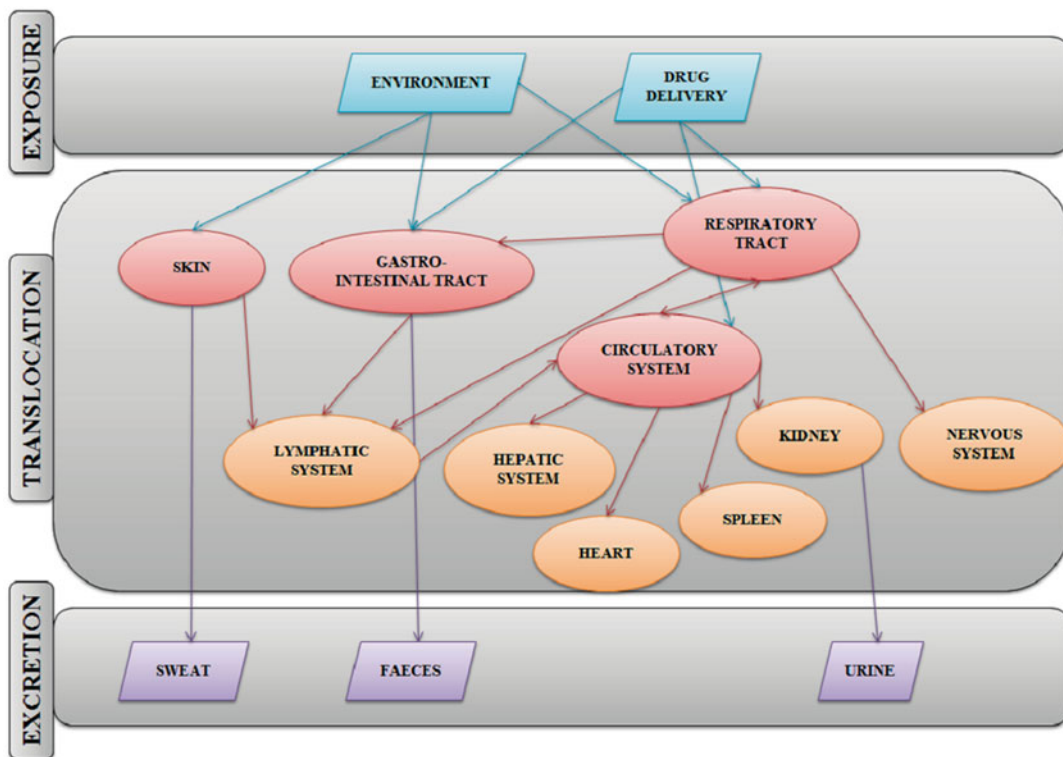 EXPOSURE
ENVIRONMENT
DRUG
DELIVERY
TRANSLOCATION
SKIN
GASTRO-
INTESTINAL TRACT
RESPIRATORY
TRACT
CIRCULATORY
SYSTEM
LYMPHATIC
SYSTEM
HEPATIC
SYSTEM
HEART
SPLEEN
KIDNEY
NERVOUS
SYSTEM
EXCRETION
SWEAT
FAECES
URINE